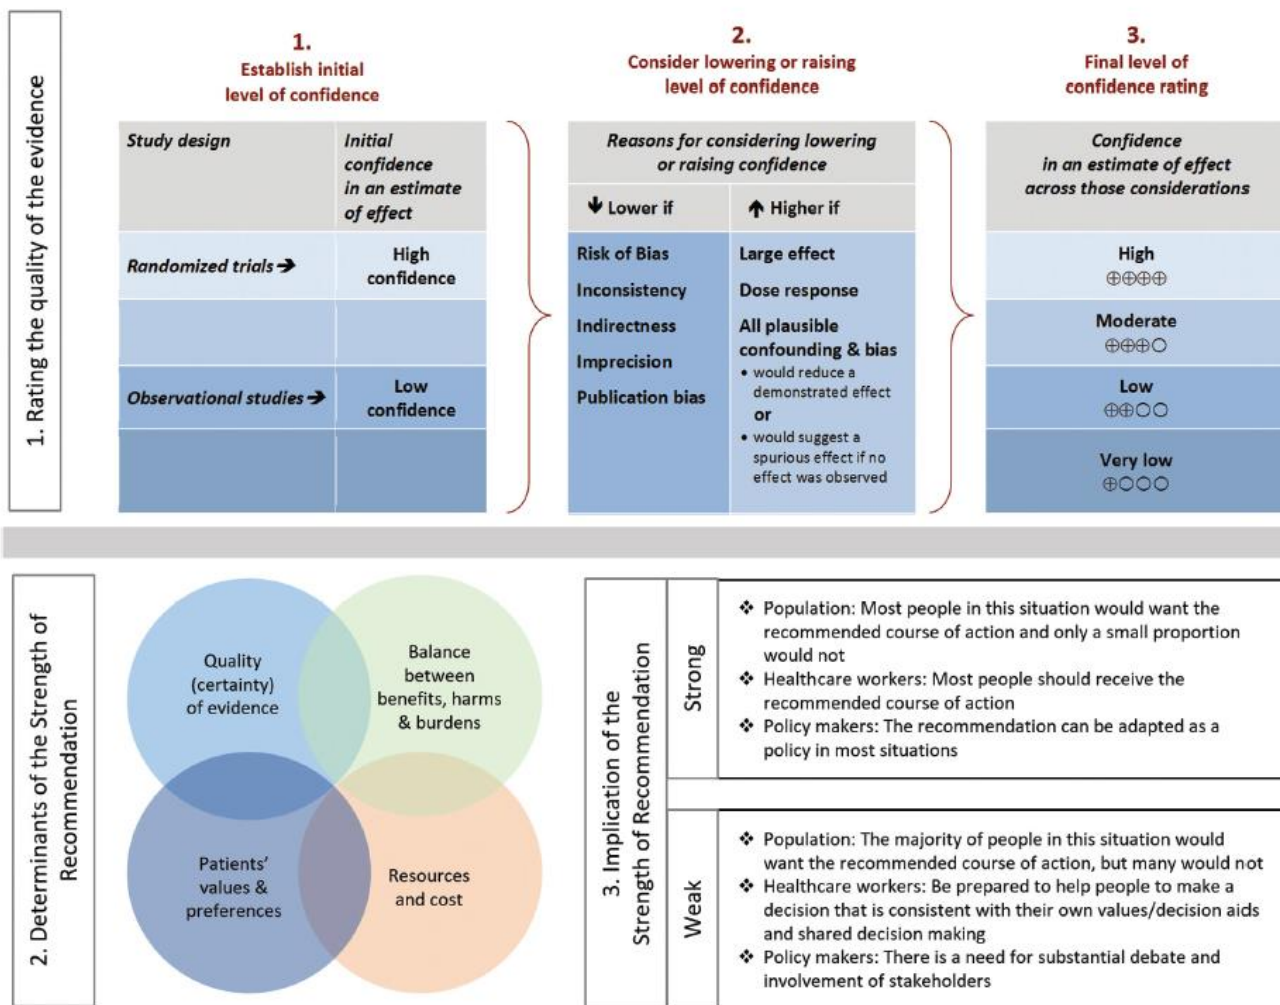 1. Rating the quality of the evidence
1.
Establish initial
level of confidence
Study design
Initial
confidence
in an estimate
of effect
Randomized trials ➔
High
confidence
Observational studies ➔
Low
confidence
2.
Consider lowering or raising
level of confidence
Reasons for considering lowering
or raising confidence
🡇 Lower if
🡅 Higher if
Risk of Bias
Inconsistency
Indirectness
Imprecision
Publication bias
Large effect
Dose response
All plausible
confounding & bias
• would reduce a
demonstrated effect
or
• would suggest a
spurious effect if no
effect was observed
3.
Final level of
confidence rating
Confidence
in an estimate of effect
across those considerations
High
⊕⊕⊕⊕
Moderate
⊕⊕⊕○
Low
⊕⊕○○
Very low
⊕○○○
2. Determinants of the Strength of
Recommendation
Quality
(certainty)
of evidence
Balance
between
benefits, harms
& burdens
Patients'
values &
preferences
Resources
and cost
3. Implication of the
Strength of Recommendation
Strong
❖ Population: Most people in this situation would want the
recommended course of action and only a small proportion
would not
❖ Healthcare workers: Most people should receive the
recommended course of action
❖ Policy makers: The recommendation can be adapted as a
policy in most situations
Weak
❖ Population: The majority of people in this situation would
want the recommended course of action, but many would not
❖ Healthcare workers: Be prepared to help people to make a
decision that is consistent with their own values/decision aids
and shared decision making
❖ Policy makers: There is a need for substantial debate and
involvement of stakeholders